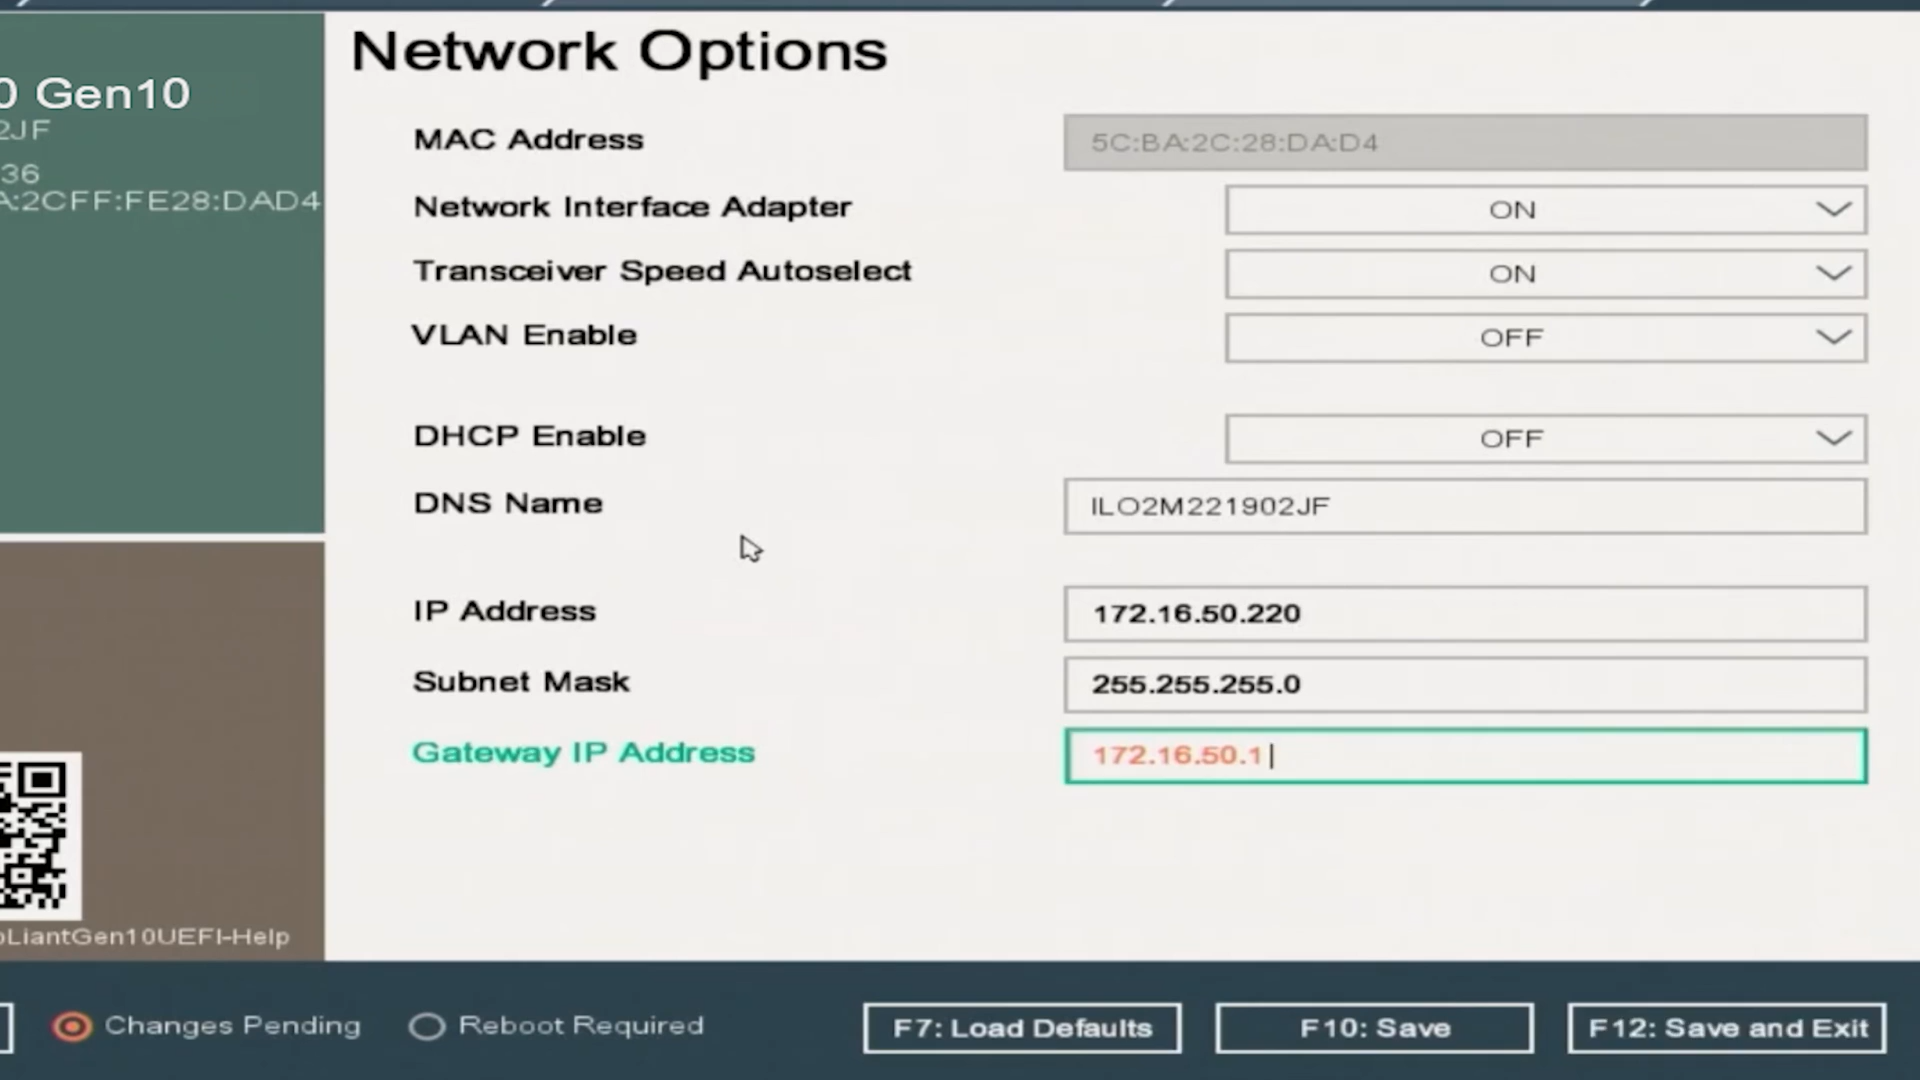 Network Options
0 Gen10
2JF
36
A:2CFF:FE28:DAD4
MAC Address 5C:BA:2C:28:DA:D4
Network Interface Adapter ON
Transceiver Speed Autoselect ON
VLAN Enable OFF
DHCP Enable OFF
DNS Name ILO2M221902JF
IP Address 172.16.50.220
Subnet Mask 255.255.255.0
Gateway IP Address 172.16.50.1
oLiantGen10UEFI-Help
Changes Pending Reboot Required F7: Load Defaults F10: Save F12: Save and Exit